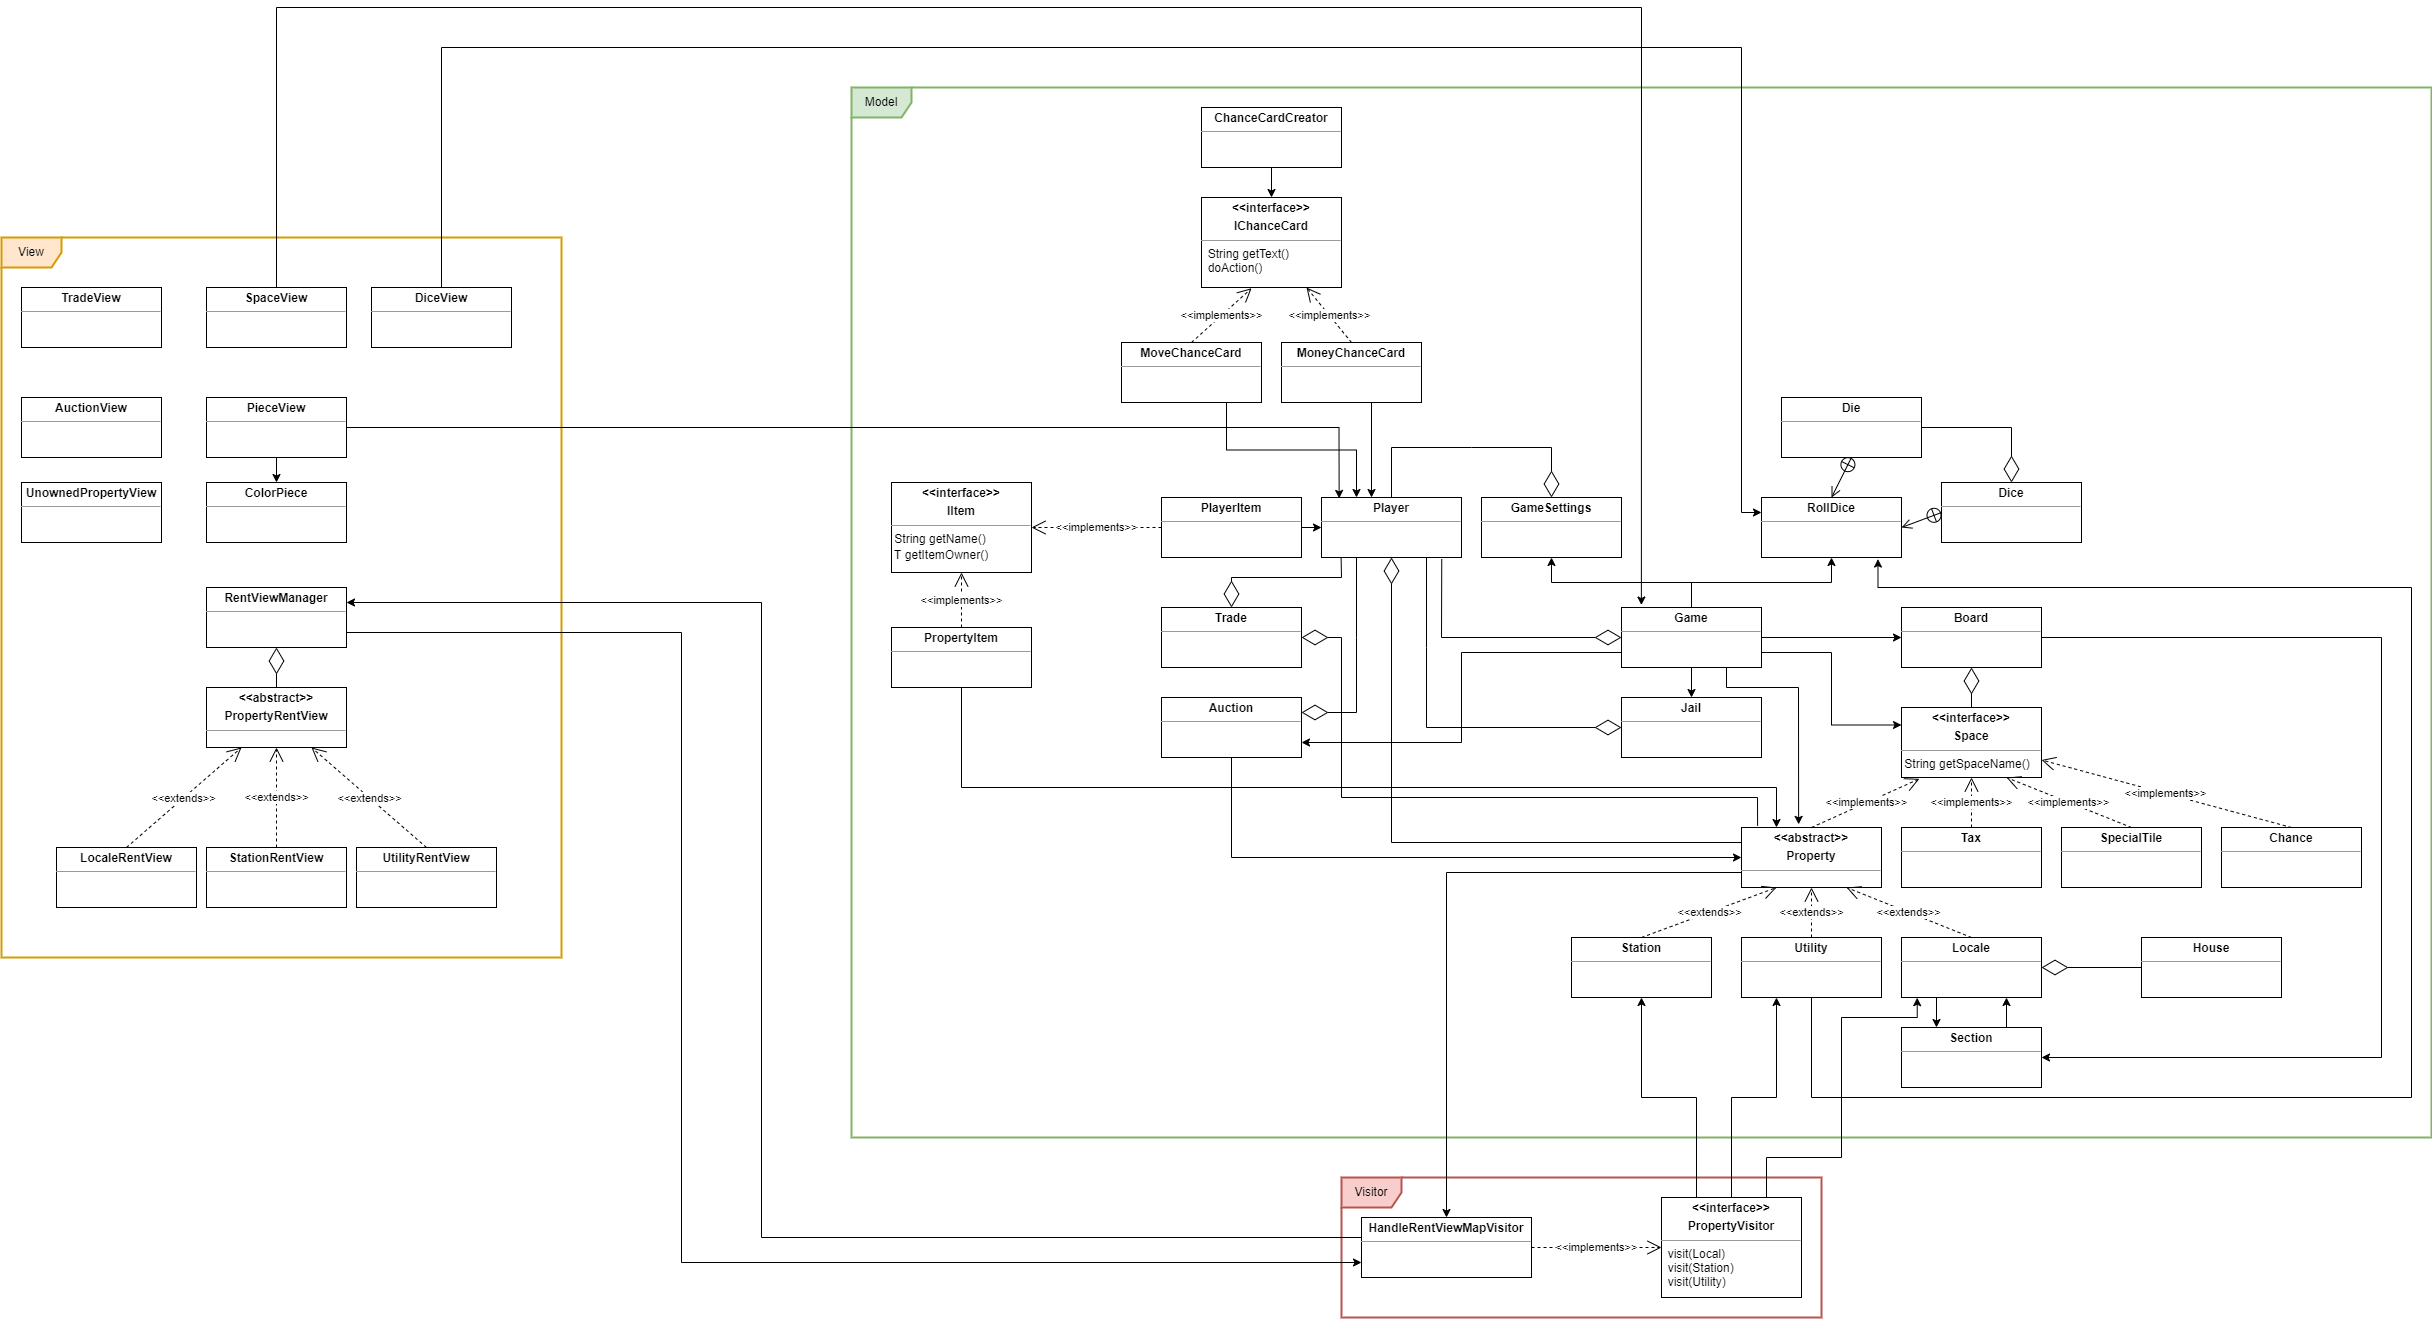 Model
ChanceCardCreator
<<interface>>
IChanceCard
String getText()
doAction()
<<implements>>
<<implements>>
MoveChanceCard
MoneyChanceCard
View
TradeView
SpaceView
DiceView
AuctionView
PieceView
UnownedPropertyView
ColorPiece
RentViewManager
<<abstract>>
PropertyRentView
<<extends>>
<<extends>>
<<extends>>
LocaleRentView
StationRentView
UtilityRentView
<<interface>>
IItem
String getName()
T getItemOwner()
<<implements>>
PlayerItem
Player
GameSettings
<<implements>>
PropertyItem
Trade
Auction
Die
Dice
RollDice
Game
Board
Jail
<<interface>>
Space
String getSpaceName()
<<implements>>
<<implements>>
<<implements>>
<<implements>>
<<abstract>>
Property
Tax
SpecialTile
Chance
<<extends>>
<<extends>>
<<extends>>
Station
Utility
Locale
House
Section
Visitor
HandleRentViewMapVisitor
<<implements>>
<<interface>>
PropertyVisitor
visit(Local)
visit(Station)
visit(Utility)